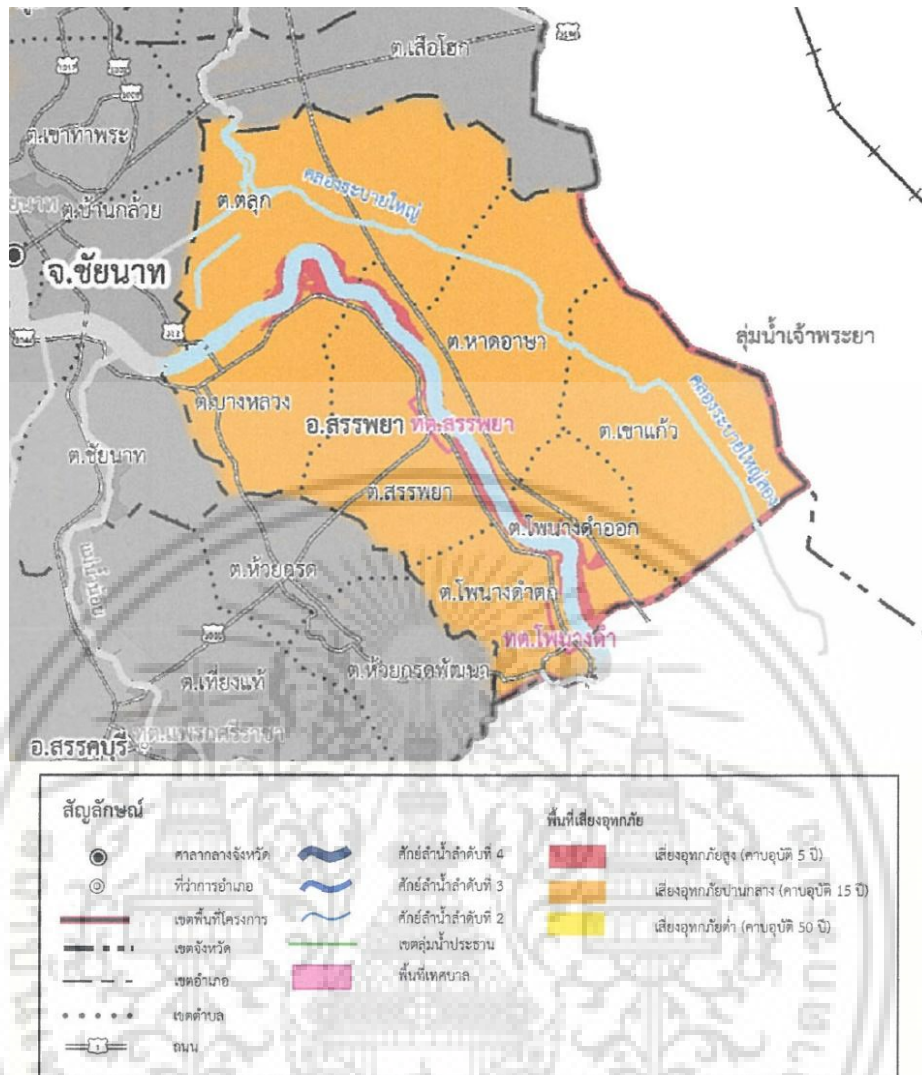 ต.เสือโฮก
ต.เขาท่าพระ
ต.บ้านกล้วย
ต.ตลุก
คลองระบายใหญ่
จ.ชัยนาท
ต.หาดอาษา
ลุ่มน้ำเจ้าพระยา
ต.บางหลวง
อ.สรรพยา ทต.สรรพยา
ต.เขาแก้ว
คลองระบายใหญ่สอง
ต.ชัยนาท
ต.สรรพยา
ต.โพนางดำออก
แม่น้ำน้อย
ต.ห้วยกรด
ต.โพนางดำตก
ทต.โพนางดำ
ต.ห้วยกรดพัฒนา
ต.เที่ยงแท้
อ.สรรคบุรี ทต.แพรกศรีราชา
สัญลักษณ์
ศาลากลางจังหวัด
ที่ว่าการอำเภอ
เขตพื้นที่โครงการ
เขตจังหวัด
เขตอำเภอ
เขตตำบล
1 ถนน
ศักย์ลำน้ำลำดับที่ 4
ศักย์ลำน้ำลำดับที่ 3
ศักย์ลำน้ำลำดับที่ 2
เขตลุ่มน้ำประธาน
พื้นที่เทศบาล
พื้นที่เสี่ยงอุทกภัย
เสี่ยงอุทกภัยสูง (คาบอุบัติ 5 ปี)
เสี่ยงอุทกภัยปานกลาง (คาบอุบัติ 15 ปี)
เสี่ยงอุทกภัยต่ำ (คาบอุบัติ 50 ปี)